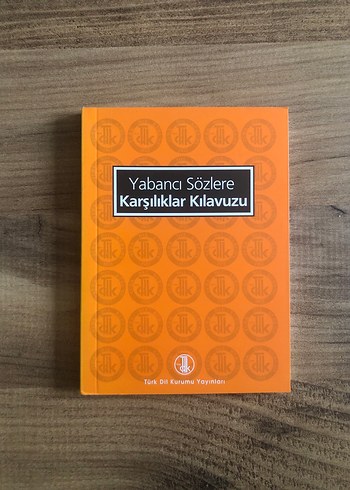 Yabancı Sözlere
Karşılıklar Kılavuzu
Türk Dil Kurumu Yayınları